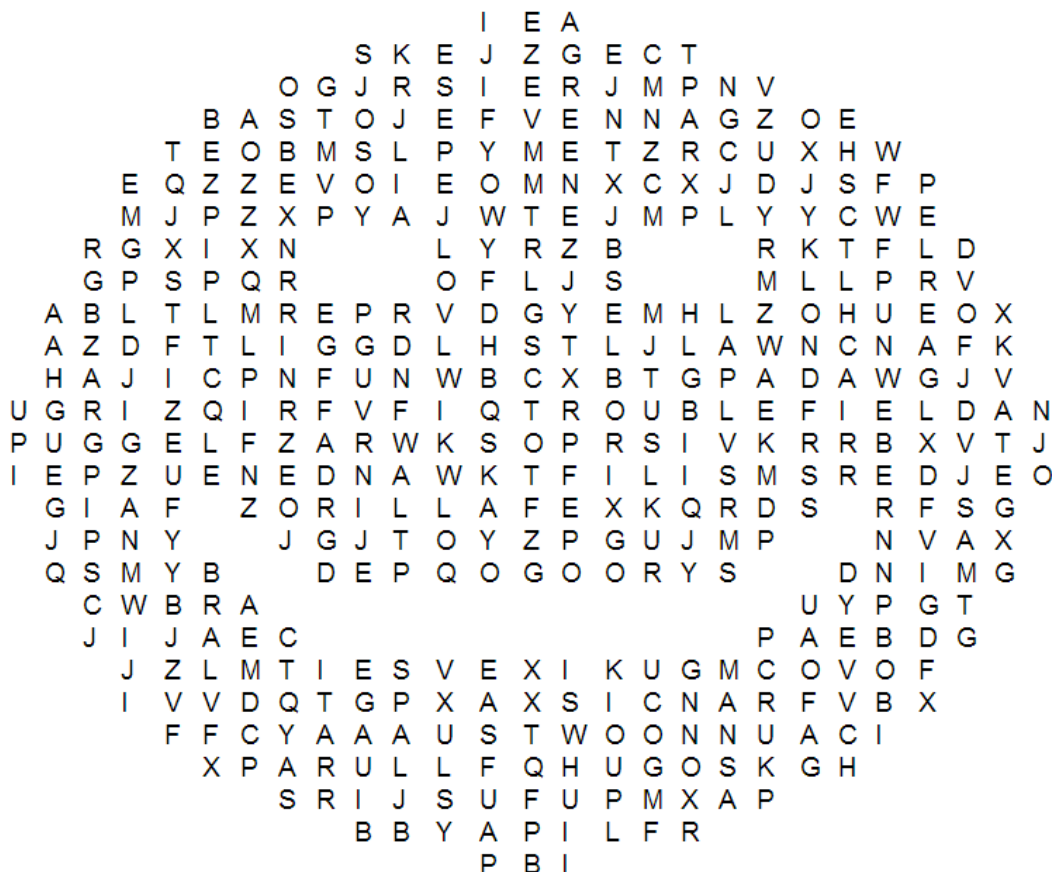 I E A
S K E J Z G E C T
O G J R S I E R J M P N V
B A S T O J E F V E N N A G Z O E
T E O B M S L P Y M E T Z R C U X H W
E Q Z Z E V O I E O M N X C X J D J S F P
M J P Z X P Y A J W T E J M P L Y Y C W E
R G X I X N L Y R Z B R K T F L D
G P S P Q R O F L J S M L L P R V
A B L T L M R E P R V D G Y E M H L Z O H U E O X
A Z D F T L I G G D L H S T L J L A W N C N A F K
H A J I C P N F U N W B C X B T G P A D A W G J V
U G R I Z Q I R F V F I Q T R O U B L E F I E L D A N
P U G G E L F Z A R W K S O P R S I V K R R B X V T J
I E P Z U E N E D N A W K T F I L I S M S R E D J E O
G I A F Z O R I L L A F E X K Q R D S R F S G
J P N Y J G J T O Y Z P G U J M P N V A X
Q S M Y B D E P Q O G O O R Y S D N I M G
C W B R A U Y P G T
J I J A E C P A E B D G
J Z L M T I E S V E X I K U G M C O V O F
I V V D Q T G P X A X S I C N A R F V B X
F F C Y A A A U S T W O O N N U A C I
X P A R U L L F Q H U G O S K G H
S R I J S U F U P M X A P
B B Y A P I L F R
P B I